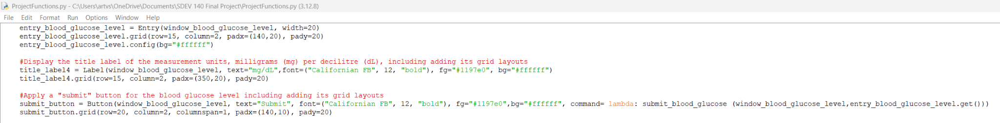 ProjectFunctions.py - C:\Users\artvs\OneDrive\Documents\SDEV 140 Final Project\ProjectFunctions.py (3.12.8)
File Edit Format Run Options Window Help
entry_blood_glucose_level = Entry(window_blood_glucose_level, width=20)
entry_blood_glucose_level.grid(row=15, column=2, padx=(140,20), pady=20)
entry_blood_glucose_level.config(bg="#ffffff")
#Display the title label of the measurement units, milligrams (mg) per decilitre (dL), including adding its grid layouts
title_label4 = Label(window_blood_glucose_level, text="mg/dL",font=("Californian FB", 12, "bold"), fg="#1197e0", bg="#ffffff")
title_label4.grid(row=15, column=2, padx=(350,20), pady=20)
#Apply a "submit" button for the blood glucose level including adding its grid layouts
submit_button = Button(window_blood_glucose_level, text="Submit", font=("Californian FB", 12, "bold"), fg="#1197e0",bg="#ffffff", command= lambda: submit_blood_glucose (window_blood_glucose_level,entry_blood_glucose_level.get()))
submit_button.grid(row=20, column=2, columnspan=1, padx=(140,10), pady=20)